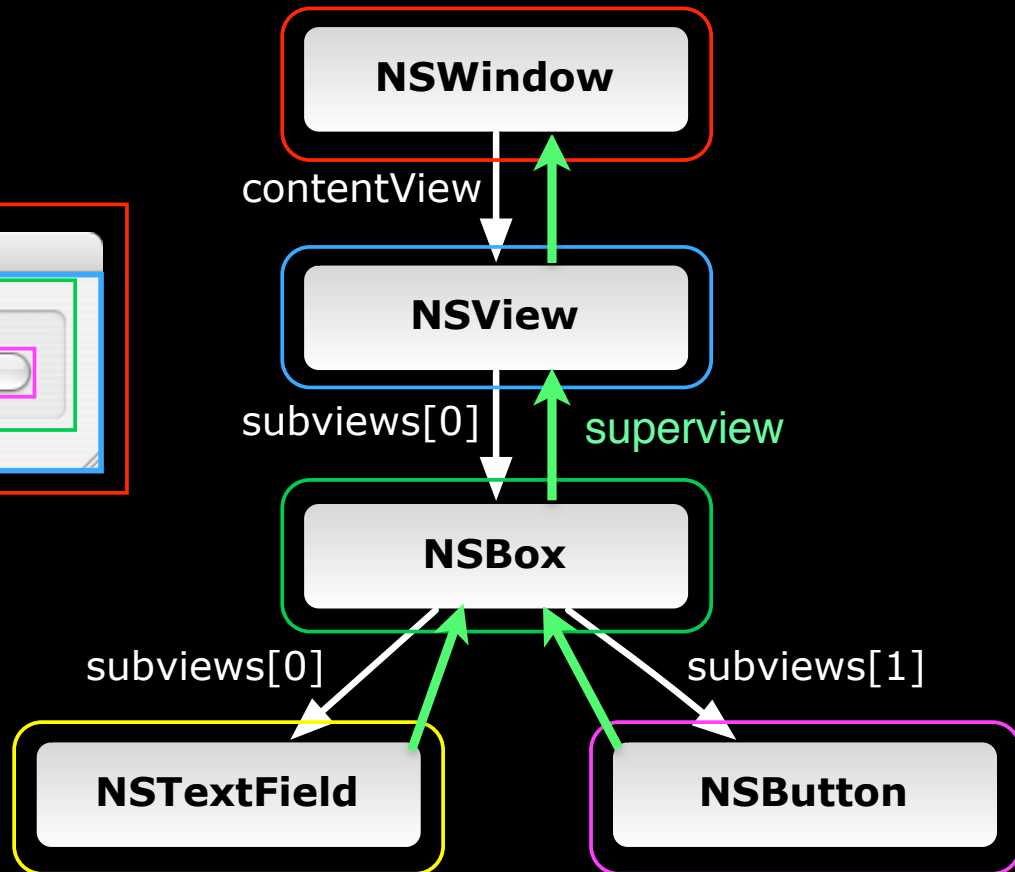 NSWindow
contentView
NSView
subviews[0]
superview
NSBox
subviews[0]
subviews[1]
NSTextField
NSButton